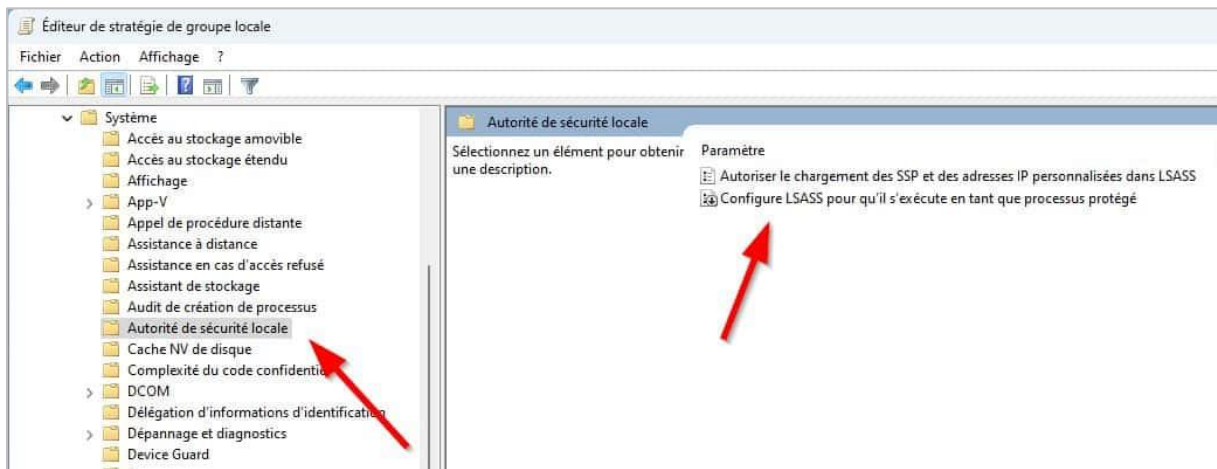 Éditeur de stratégie de groupe locale
Fichier Action Affichage ?
Système
Accès au stockage amovible
Accès au stockage étendu
Affichage
App-V
Appel de procédure distante
Assistance à distance
Assistance en cas d'accès refusé
Assistant de stockage
Audit de création de processus
Autorité de sécurité locale
Cache NV de disque
Complexité du code confidenti
DCOM
Délégation d'informations d'identification
Dépannage et diagnostics
Device Guard
Autorité de sécurité locale
Sélectionnez un élément pour obtenir
une description.
Paramètre
Autoriser le chargement des SSP et des adresses IP personnalisées dans LSASS
Configure LSASS pour qu'il s'exécute en tant que processus protégé